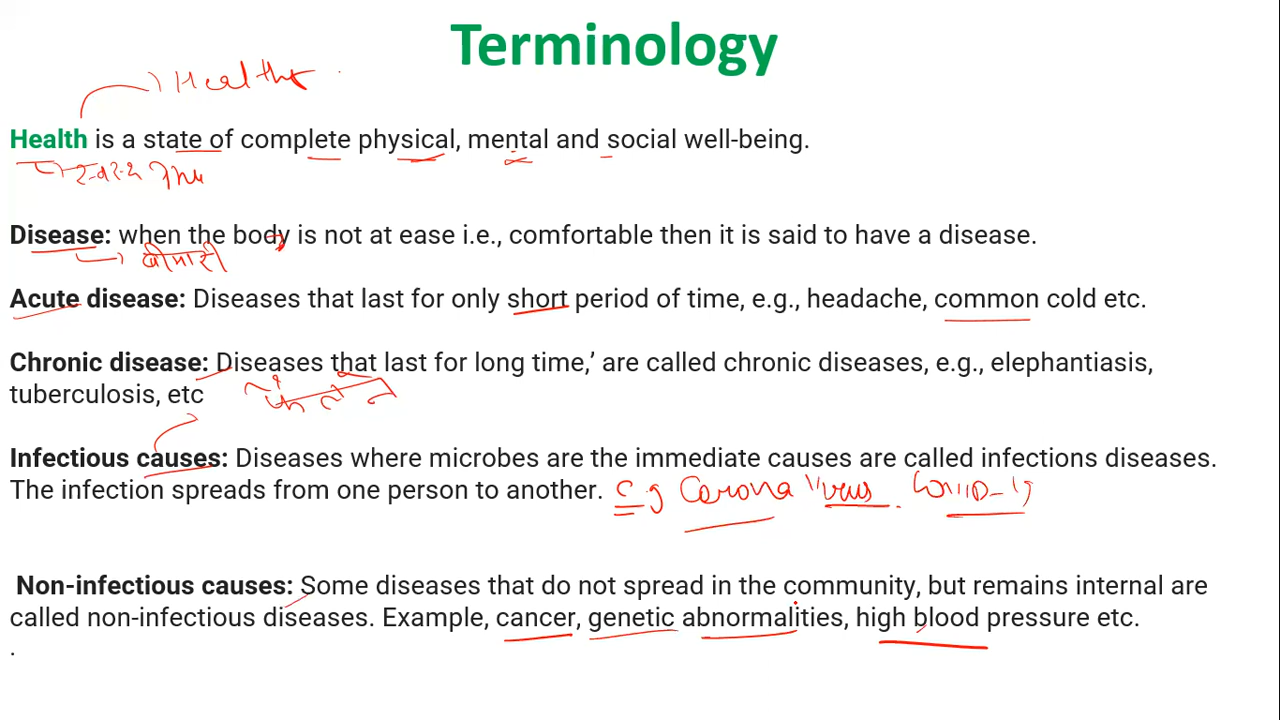 Terminology
Healthy
Health is a state of complete physical, mental and social well-being.
Disease: when the body is not at ease i.e., comfortable then it is said to have a disease.
बीमारी
Acute disease: Diseases that last for only short period of time, e.g., headache, common cold etc.
Chronic disease: Diseases that last for long time,’ are called chronic diseases, e.g., elephantiasis,
tuberculosis, etc
Infectious causes: Diseases where microbes are the immediate causes are called infections diseases.
The infection spreads from one person to another. e.g Corona Virus. COVID-19
Non-infectious causes: Some diseases that do not spread in the community, but remains internal are
called non-infectious diseases. Example, cancer, genetic abnormalities, high blood pressure etc.
.